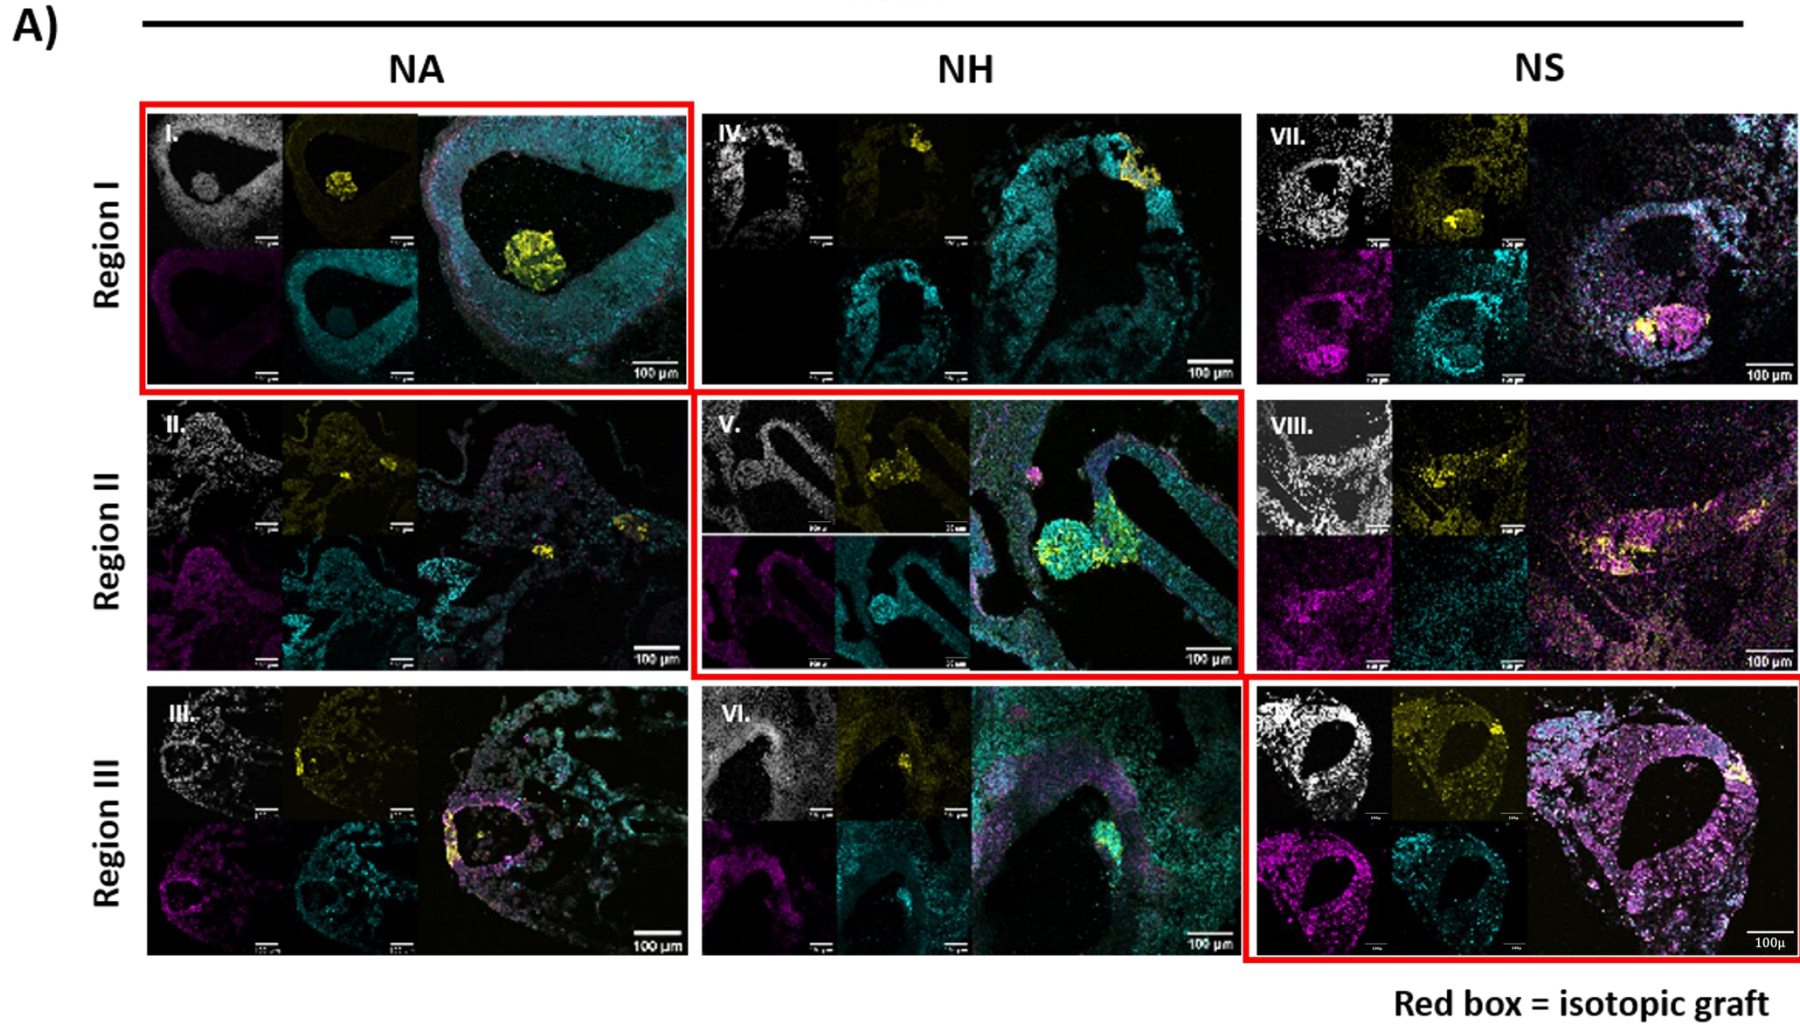 A)
NA NH NS
Region I
I. IV. VII.
100 µm 100 µm 100 µm
Region II
II. V. VIII.
100 µm 100 µm 100 µm
Region III
III. VI.
100 µm 100 µm 100µ
Red box = isotopic graft